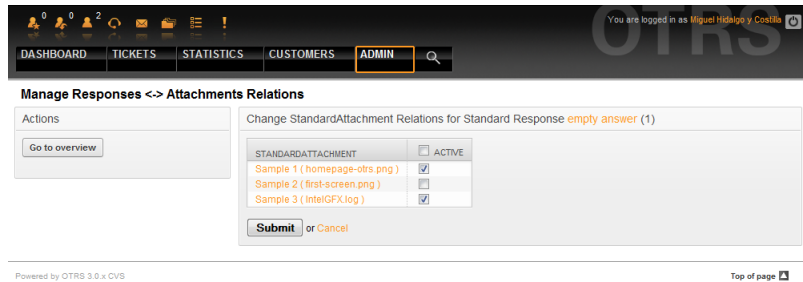 0 0 2
You are logged in as Miguel Hidalgo y Costilla
OTRS
DASHBOARD TICKETS STATISTICS CUSTOMERS ADMIN
Manage Responses <-> Attachments Relations
Actions
Go to overview
Change StandardAttachment Relations for Standard Response empty answer (1)
STANDARDATTACHMENT ACTIVE
Sample 1 ( homepage-otrs.png )
Sample 2 ( first-screen.png )
Sample 3 ( IntelGFX.log )
Submit or Cancel
Powered by OTRS 3.0.x CVS
Top of page